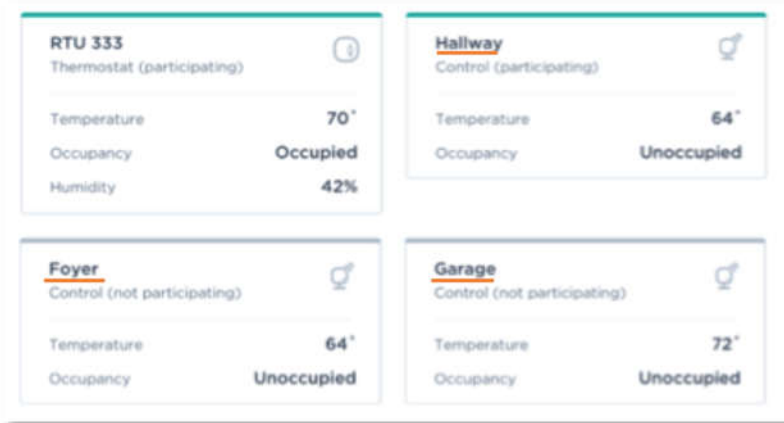 RTU 333
Thermostat (participating)
Temperature 70°
Occupancy Occupied
Humidity 42%
Hallway
Control (participating)
Temperature 64°
Occupancy Unoccupied
Foyer
Control (not participating)
Temperature 64°
Occupancy Unoccupied
Garage
Control (not participating)
Temperature 72°
Occupancy Unoccupied